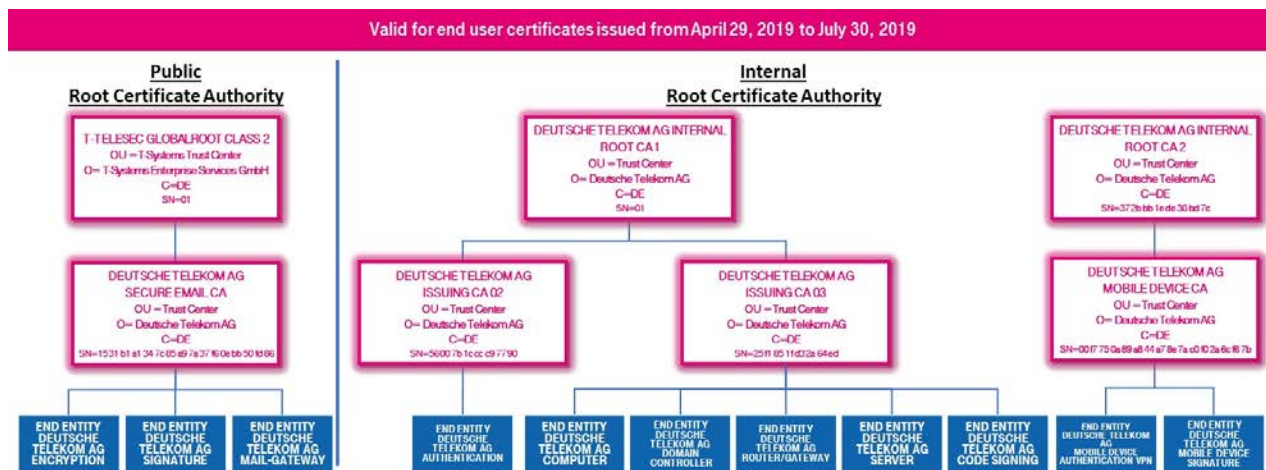 Valid for end user certificates issued from April 29, 2019 to July 30, 2019
Public
Root Certificate Authority
Internal
Root Certificate Authority
T-TELESEC GLOBALROOT CLASS 2
OU = T-Systems Trust Center
O= T-Systems Enterprise Services GmbH
C=DE
SN=01
DEUTSCHE TELEKOM AG INTERNAL
ROOT CA 1
OU = Trust Center
O= Deutsche Telekom AG
C=DE
SN=01
DEUTSCHE TELEKOM AG INTERNAL
ROOT CA 2
OU = Trust Center
O= Deutsche Telekom AG
C=DE
SN=372bbb1ede30bd7c
DEUTSCHE TELEKOM AG
SECURE EMAIL CA
OU = Trust Center
O= Deutsche Telekom AG
C=DE
DEUTSCHE TELEKOM AG
ISSUING CA 02
OU = Trust Center
O= Deutsche Telekom AG
C=DE
SN=56007b1cccc97790
DEUTSCHE TELEKOM AG
ISSUING CA 03
OU = Trust Center
O= Deutsche Telekom AG
C=DE
DEUTSCHE TELEKOM AG
MOBILE DEVICE CA
OU = Trust Center
O= Deutsche Telekom AG
C=DE
END ENTITY
DEUTSCHE
TELEKOM AG
ENCRYPTION
END ENTITY
DEUTSCHE
TELEKOM AG
SIGNATURE
END ENTITY
DEUTSCHE
TELEKOM AG
MAIL-GATEWAY
END ENTITY
DEUTSCHE
TELEKOM AG
AUTHENTICATION
END ENTITY
DEUTSCHE
TELEKOM AG
COMPUTER
END ENTITY
DEUTSCHE
TELEKOM AG
DOMAIN
CONTROLLER
END ENTITY
DEUTSCHE
TELEKOM AG
ROUTER/GATEWAY
END ENTITY
DEUTSCHE
TELEKOM AG
SERVER
END ENTITY
DEUTSCHE
TELEKOM AG
CODE SIGNING
END ENTITY
DEUTSCHE TELEKOM
AG
MOBILE DEVICE
AUTHENTICATION VPN
END ENTITY
DEUTSCHE
TELEKOM AG
MOBILE DEVICE
SIGNATURE